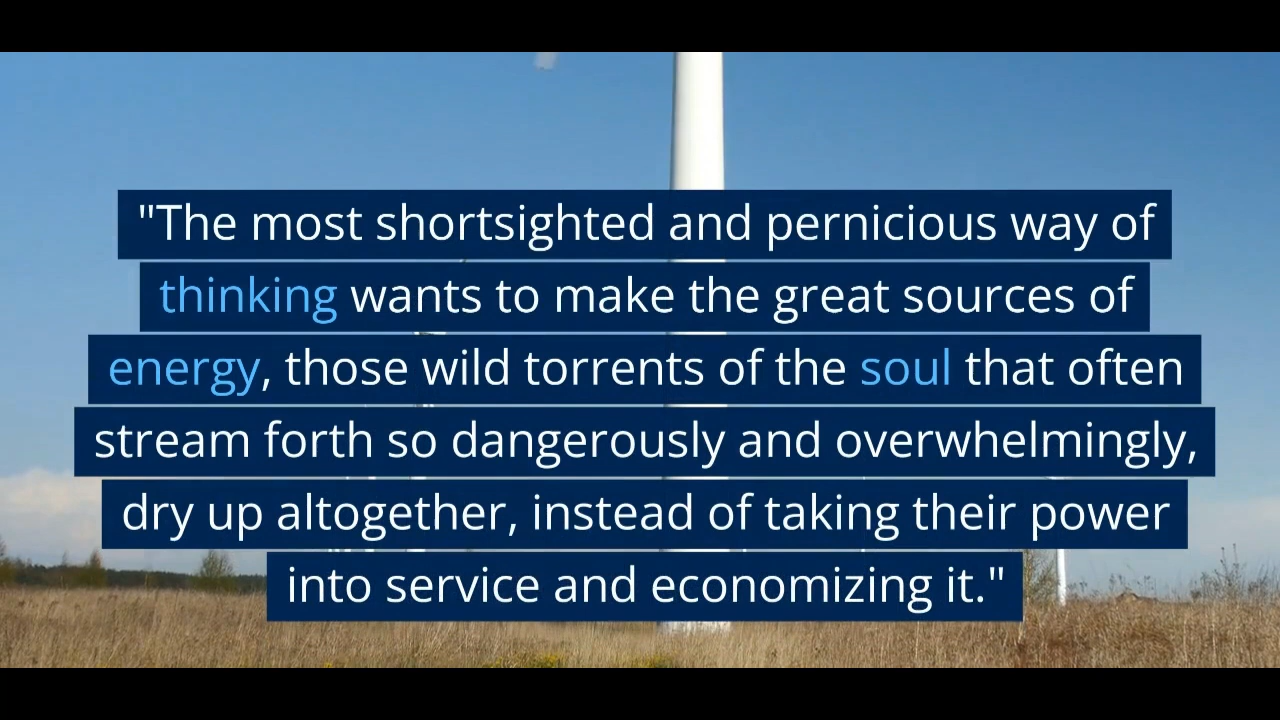 "The most shortsighted and pernicious way of
thinking wants to make the great sources of
energy, those wild torrents of the soul that often
stream forth so dangerously and overwhelmingly,
dry up altogether, instead of taking their power
into service and economizing it."